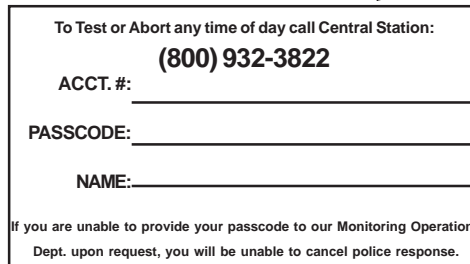 To Test or Abort any time of day call Central Station:
(800) 932-3822
ACCT. #:
PASSCODE:
NAME:
If you are unable to provide your passcode to our Monitoring Operation
Dept. upon request, you will be unable to cancel police response.